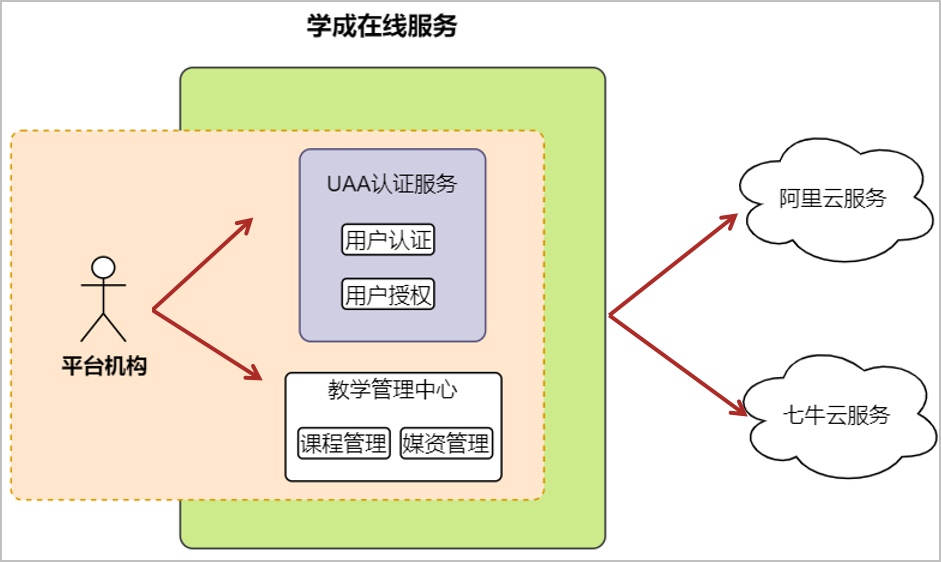 学成在线服务
UAA认证服务
用户认证
用户授权
平台机构
教学管理中心
课程管理 媒资管理
阿里云服务
七牛云服务